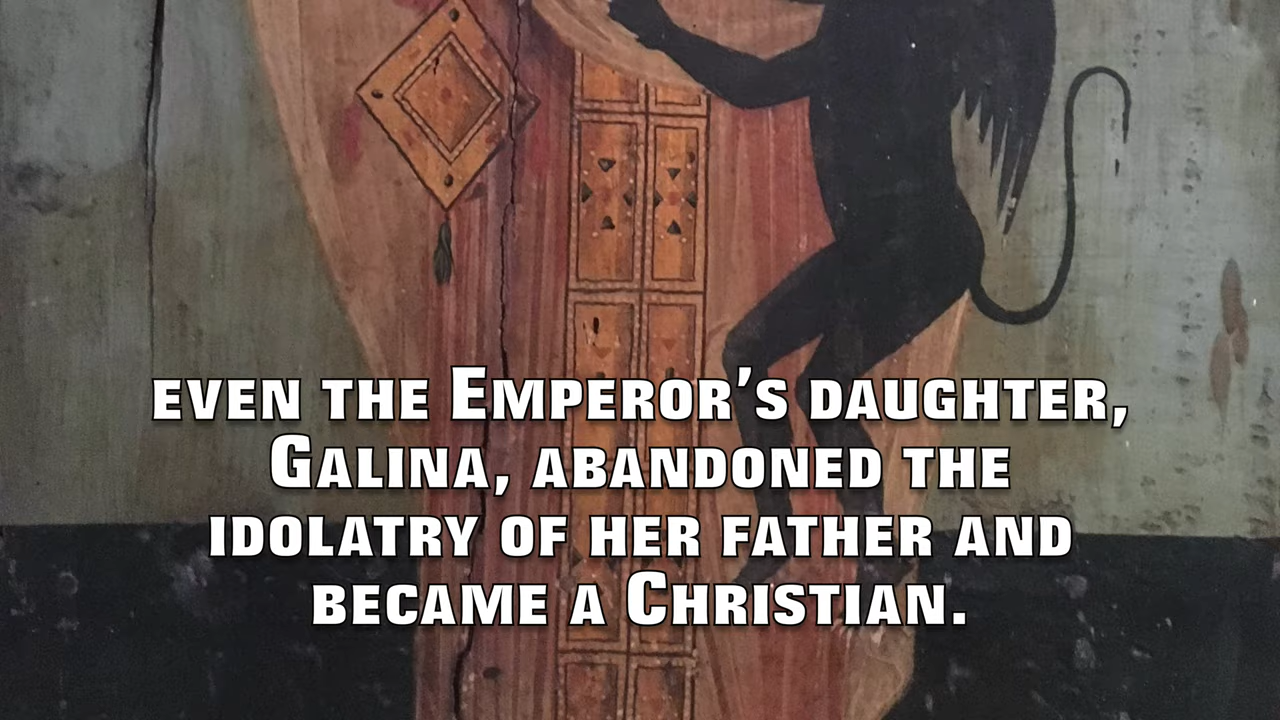 even the Emperor's daughter,
Galina, abandoned the
idolatry of her father and
became a Christian.